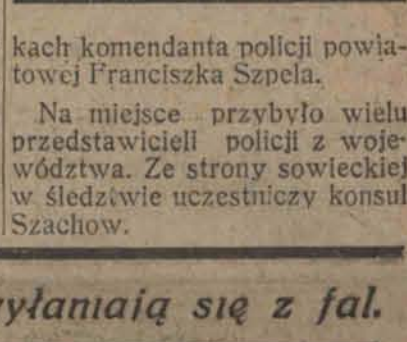 kach komendanta policji powia-
towej Franciszka Szpela.
Na miejsce przybyło wielu
przedstawicieli policji z woje-
wództwa. Ze strony sowieckiej
w śledztwie uczestniczy konsul
Szachow.
yłaniają się z fal.